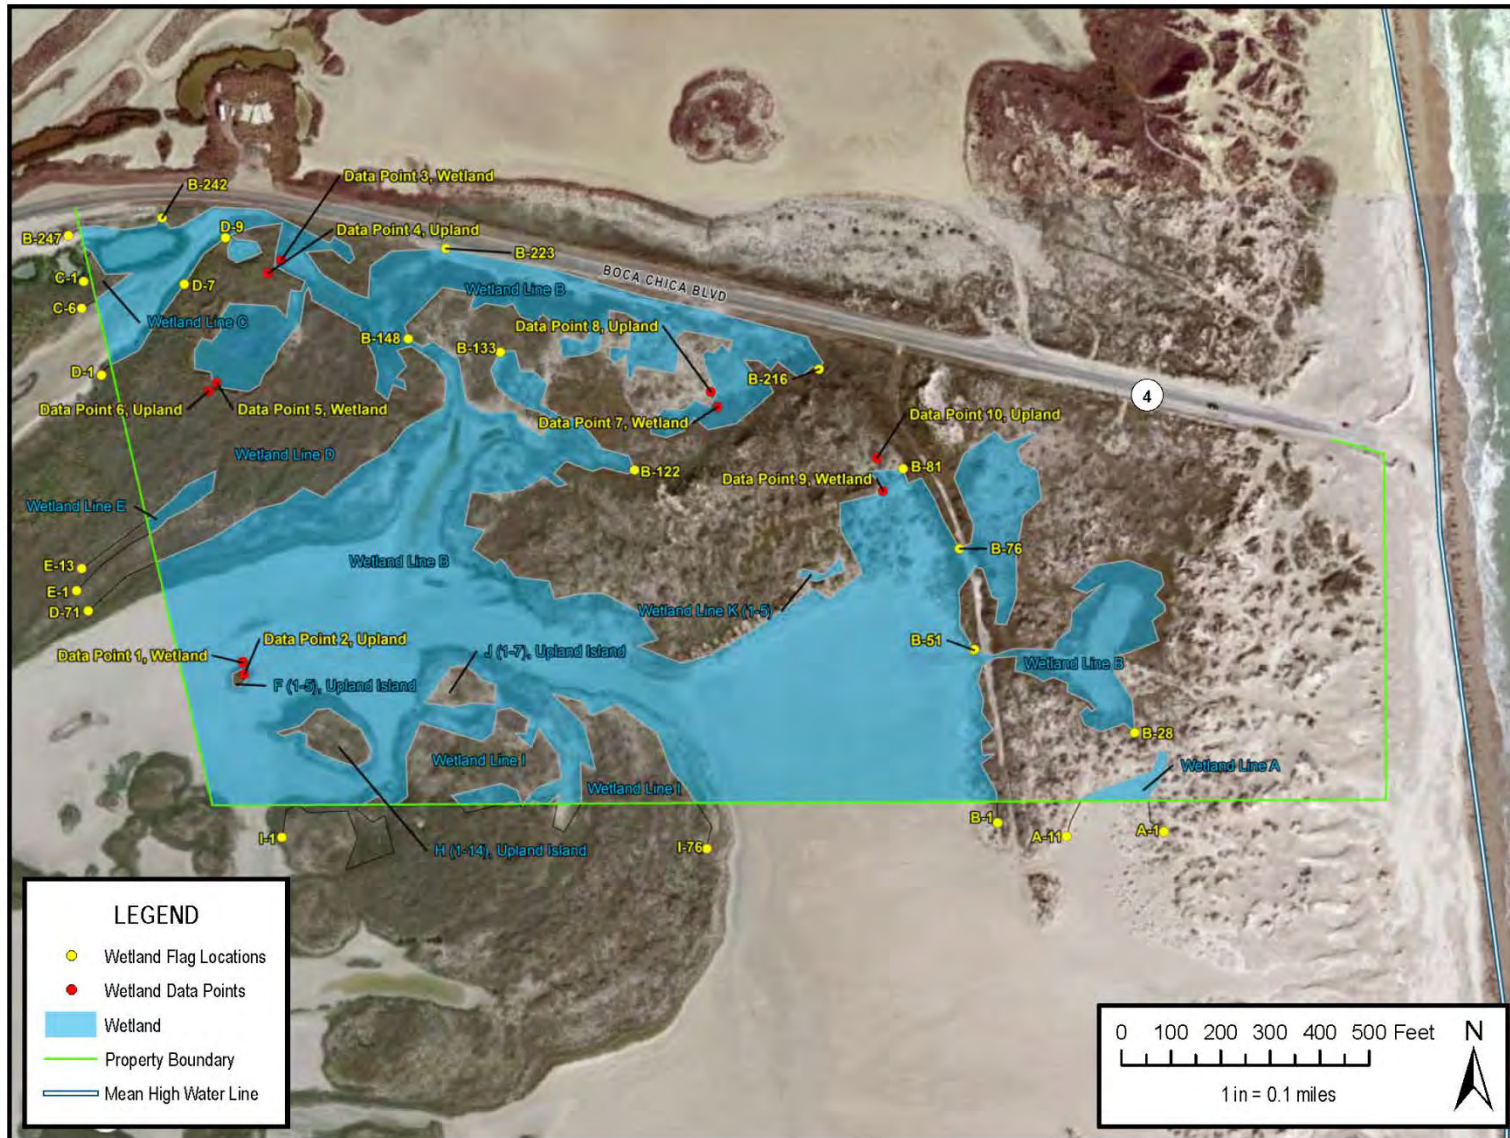 B-242
Data Point 3, Wetland
B-247
D-9
Data Point 4, Upland
B-223
C-1
D-7
BOCA CHICA BLVD
Wetland Line B
C-6
Wetland Line C
Data Point 8, Upland
B-148
B-133
D-1
B-216
4
Data Point 6, Upland
Data Point 5, Wetland
Data Point 7, Wetland
Data Point 10, Upland
Wetland Line D
B-122
B-81
Data Point 9, Wetland
Wetland Line E
B-76
Wetland Line B
E-13
E-1
D-71
Wetland Line K (1-5)
Data Point 2, Upland
Data Point 1, Wetland
J (1-7), Upland Island
B-51
Wetland Line B
F (1-5), Upland Island
B-28
Wetland Line I
Wetland Line A
Wetland Line I
I-1
H (1-14), Upland Island
I-76
B-1
A-11
A-1
LEGEND
Wetland Flag Locations
Wetland Data Points
Wetland
Property Boundary
Mean High Water Line
0 100 200 300 400 500 Feet
N
1 in = 0.1 miles